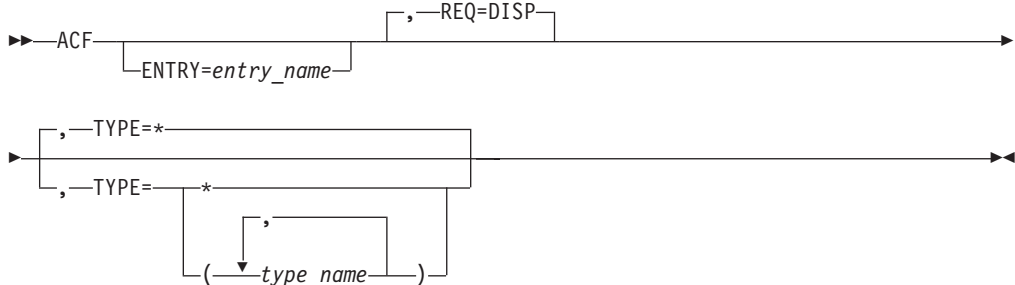 , REQ=DISP
ACF
ENTRY=entry_name
, TYPE=*
, TYPE= *
,
( type name )